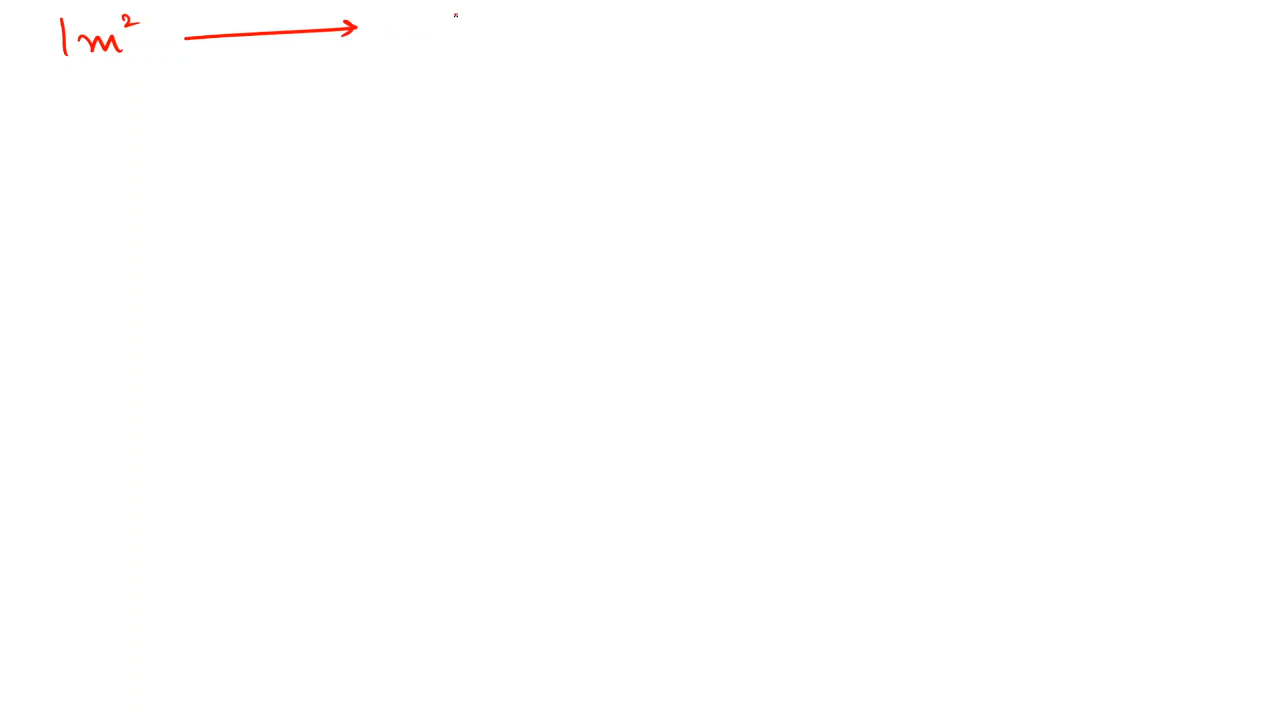 1 m² →